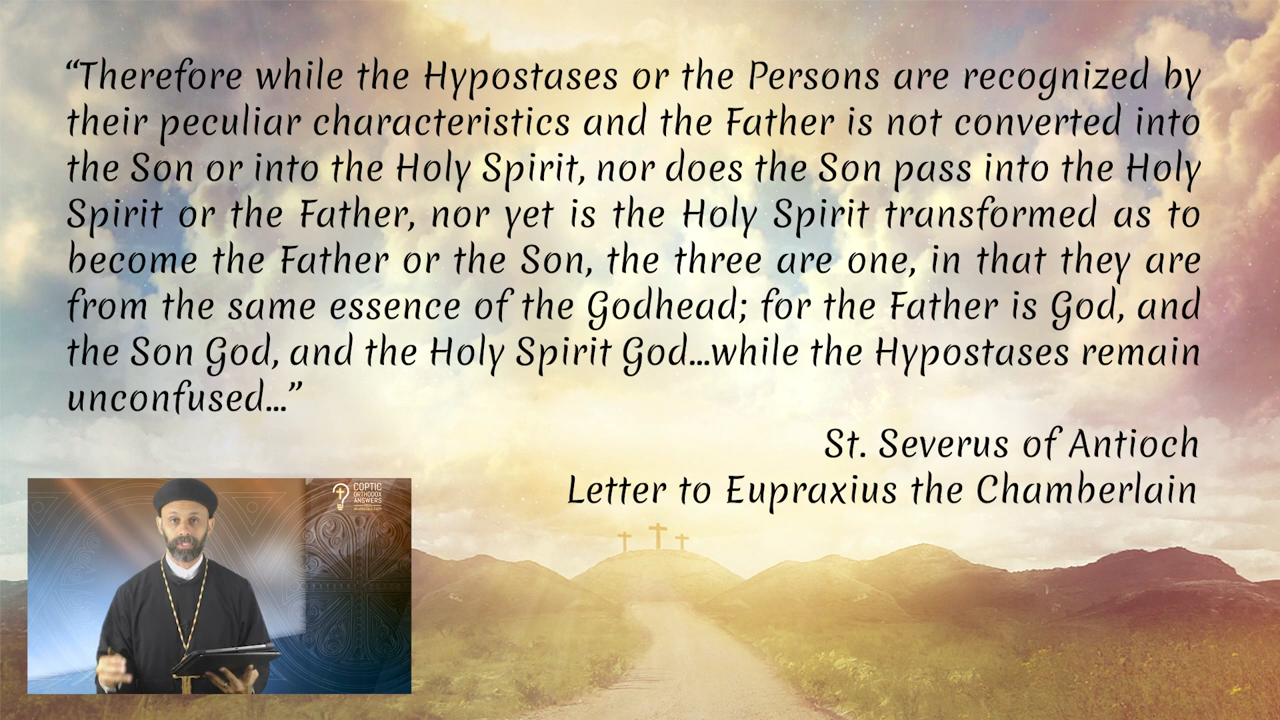 “Therefore while the Hypostases or the Persons are recognized by
their peculiar characteristics and the Father is not converted into
the Son or into the Holy Spirit, nor does the Son pass into the Holy
Spirit or the Father, nor yet is the Holy Spirit transformed as to
become the Father or the Son, the three are one, in that they are
from the same essence of the Godhead; for the Father is God, and
the Son God, and the Holy Spirit God...while the Hypostases remain
unconfused...”
St. Severus of Antioch
Letter to Eupraxius the Chamberlain
COPTIC
ORTHODOX
ANSWERS